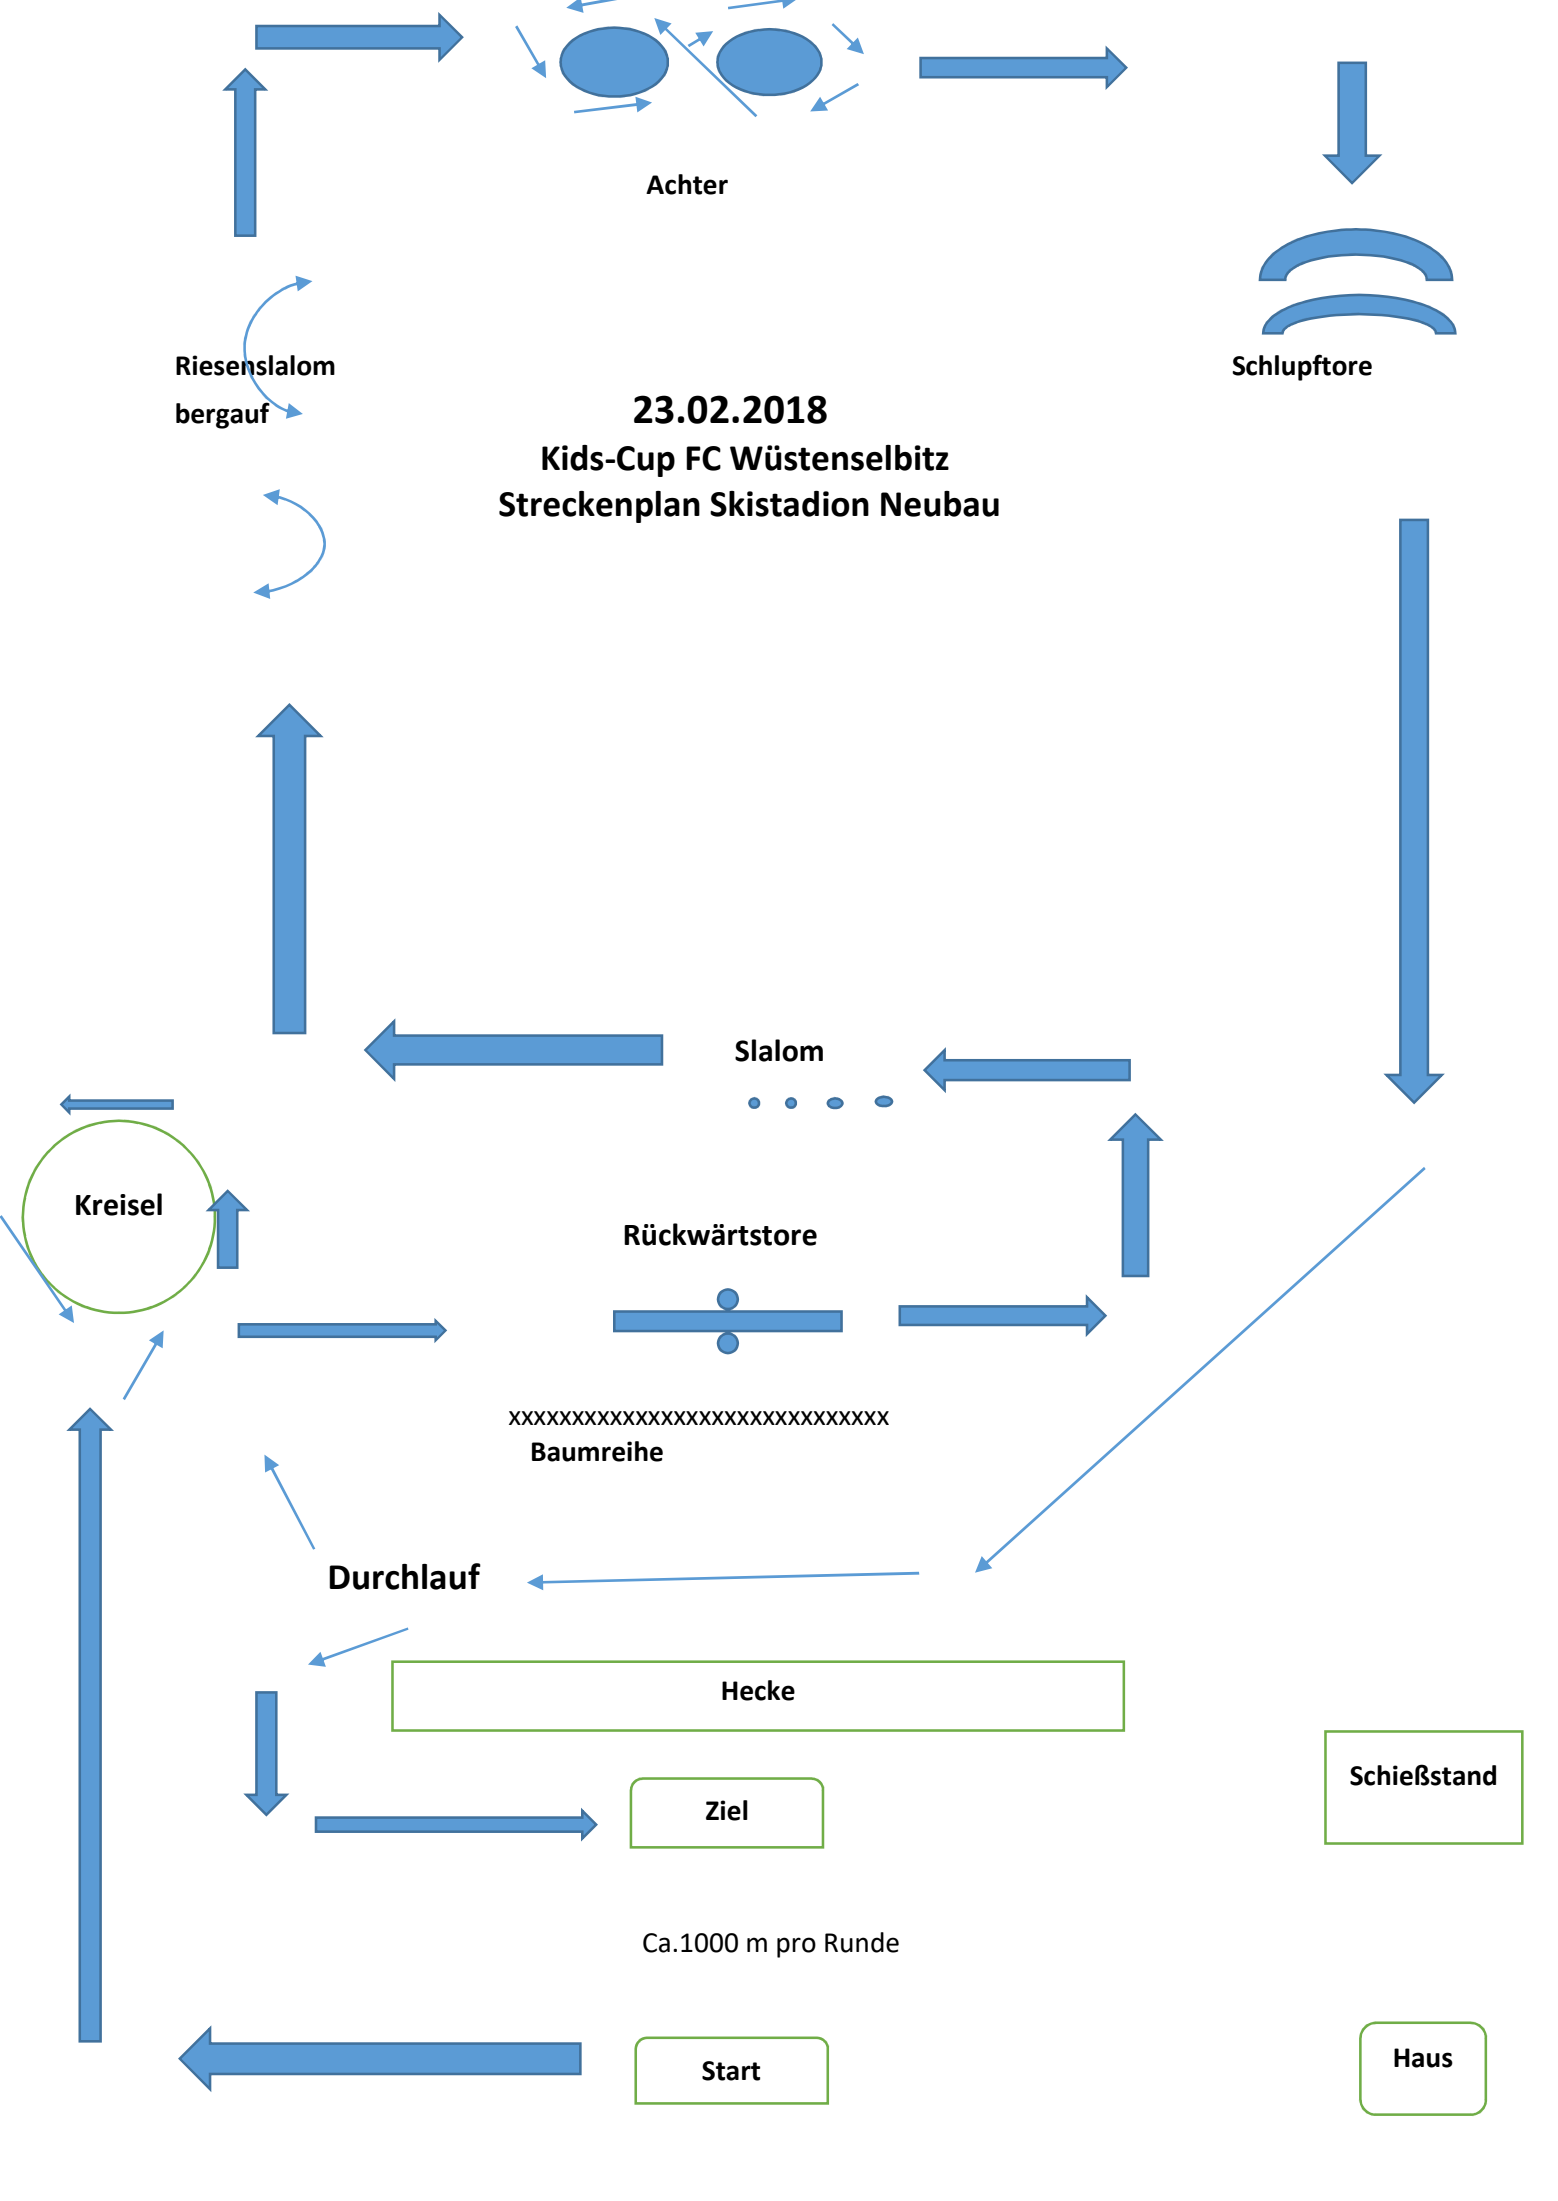 Achter
Riesenslalom
bergauf
Schlupftore
23.02.2018
Kids-Cup FC Wüstenselbitz
Streckenplan Skistadion Neubau
Slalom
Kreisel
Rückwärtstore
xxxxxxxxxxxxxxxxxxxxxxxxxxxxxx
Baumreihe
Durchlauf
Hecke
Schießstand
Ziel
Ca.1000 m pro Runde
Start
Haus